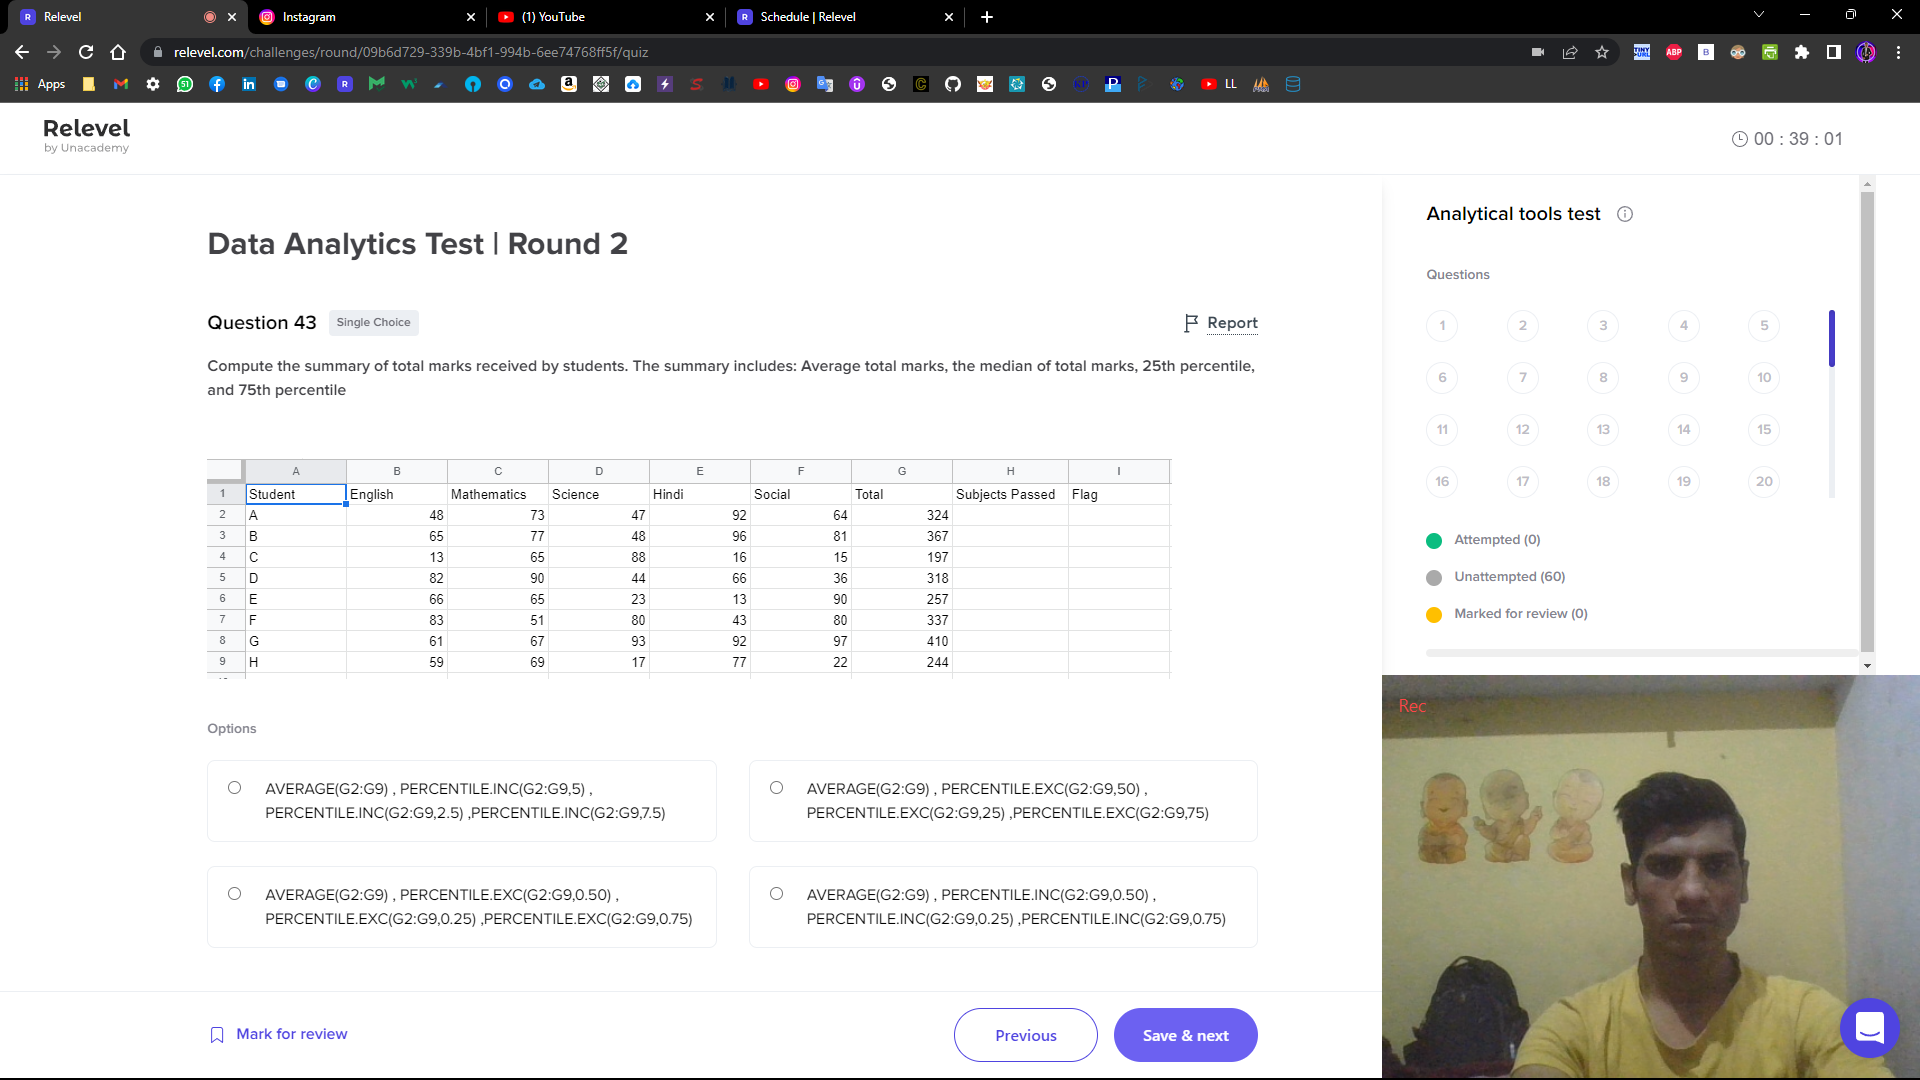 Relevel
Instagram
(1) YouTube
Schedule | Relevel
relevel.com/challenges/round/09b6d729-339b-4bf1-994b-6ee74768ff5f/quiz
Apps
LL
Relevel
by Unacademy
00 : 39 : 01
Data Analytics Test | Round 2
Question 43
Single Choice
Report
Compute the summary of total marks received by students. The summary includes: Average total marks, the median of total marks, 25th percentile,
and 75th percentile
A B C D E F G H I
1 Student English Mathematics Science Hindi Social Total Subjects Passed Flag
2 A 48 73 47 92 64 324
3 B 65 77 48 96 81 367
4 C 13 65 88 16 15 197
5 D 82 90 44 66 36 318
6 E 66 65 23 13 90 257
7 F 83 51 80 43 80 337
8 G 61 67 93 92 97 410
9 H 59 69 17 77 22 244
Options
AVERAGE(G2:G9) , PERCENTILE.INC(G2:G9,5) ,
PERCENTILE.INC(G2:G9,2.5) ,PERCENTILE.INC(G2:G9,7.5)
AVERAGE(G2:G9) , PERCENTILE.EXC(G2:G9,50) ,
PERCENTILE.EXC(G2:G9,25) ,PERCENTILE.EXC(G2:G9,75)
AVERAGE(G2:G9) , PERCENTILE.EXC(G2:G9,0.50) ,
PERCENTILE.EXC(G2:G9,0.25) ,PERCENTILE.EXC(G2:G9,0.75)
AVERAGE(G2:G9) , PERCENTILE.INC(G2:G9,0.50) ,
PERCENTILE.INC(G2:G9,0.25) ,PERCENTILE.INC(G2:G9,0.75)
Mark for review
Previous
Save & next
Analytical tools test
Questions
1 2 3 4 5
6 7 8 9 10
11 12 13 14 15
16 17 18 19 20
Attempted (0)
Unattempted (60)
Marked for review (0)
Rec